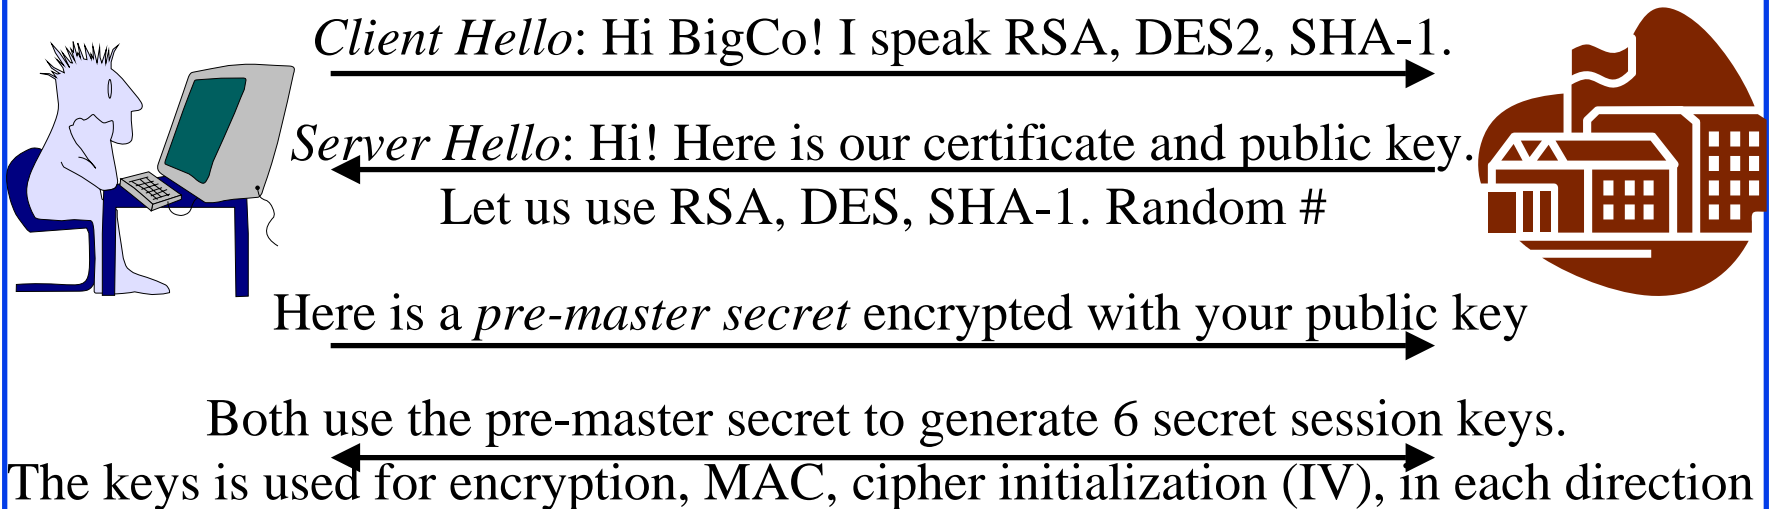 Client Hello: Hi BigCo! I speak RSA, DES2, SHA-1.
Server Hello: Hi! Here is our certificate and public key.
Let us use RSA, DES, SHA-1. Random #
Here is a pre-master secret encrypted with your public key
Both use the pre-master secret to generate 6 secret session keys.
The keys is used for encryption, MAC, cipher initialization (IV), in each direction